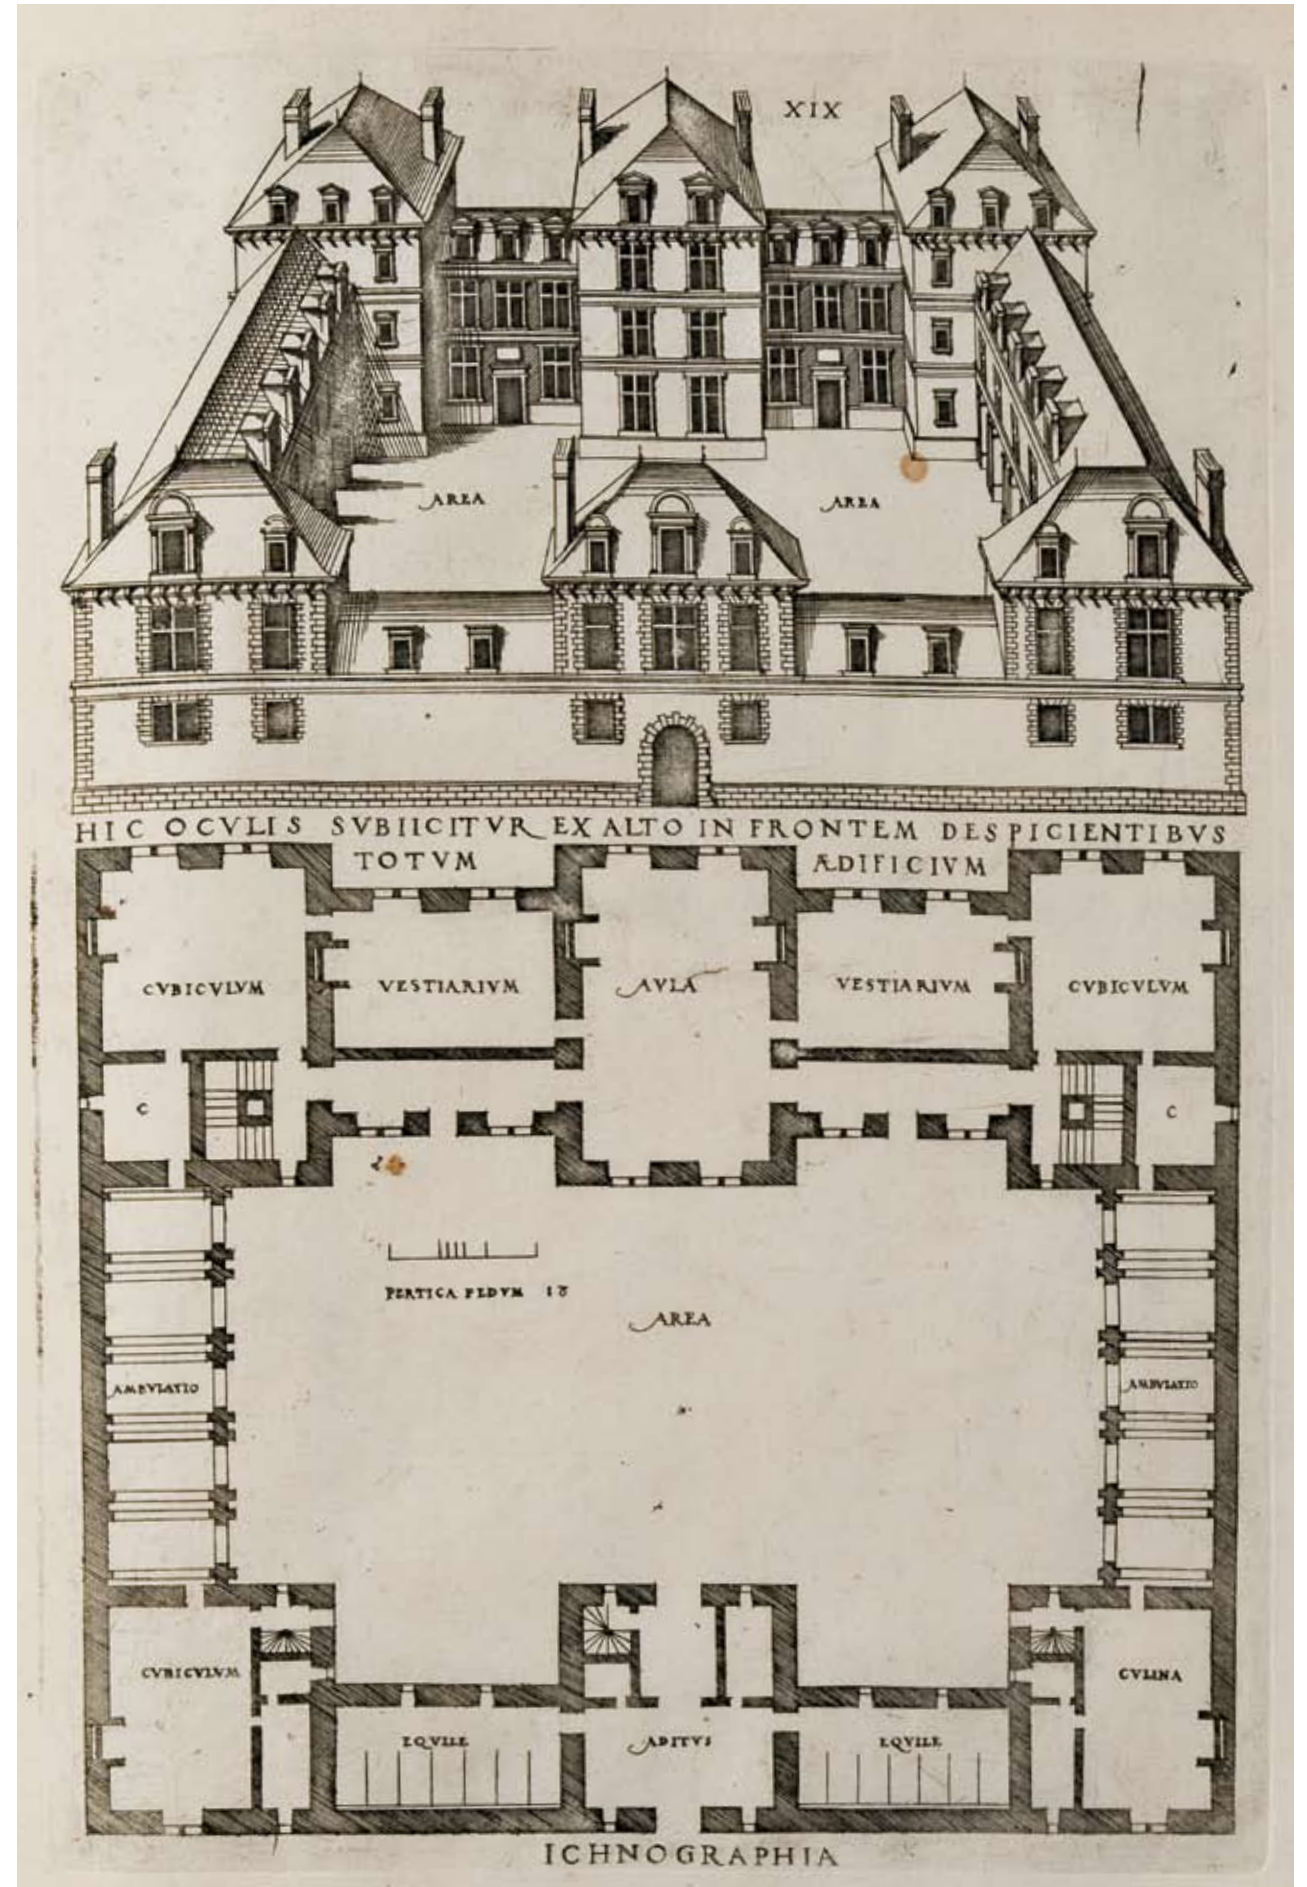 XIX
AREA AREA
HIC OCVLIS SVBIICITVR EX ALTO IN FRONTEM DESPICIENTIBVS
TOTVM ÆDIFICIVM
CVBICVLVM VESTIARIVM AVLA VESTIARIVM CVBICVLVM
C C
PERTICA PEDVM 18
AREA
AMBVLATIO AMBVLATIO
CVBICVLVM CVLINA
EQVILE ADITVS EQVILE
ICHNOGRAPHIA